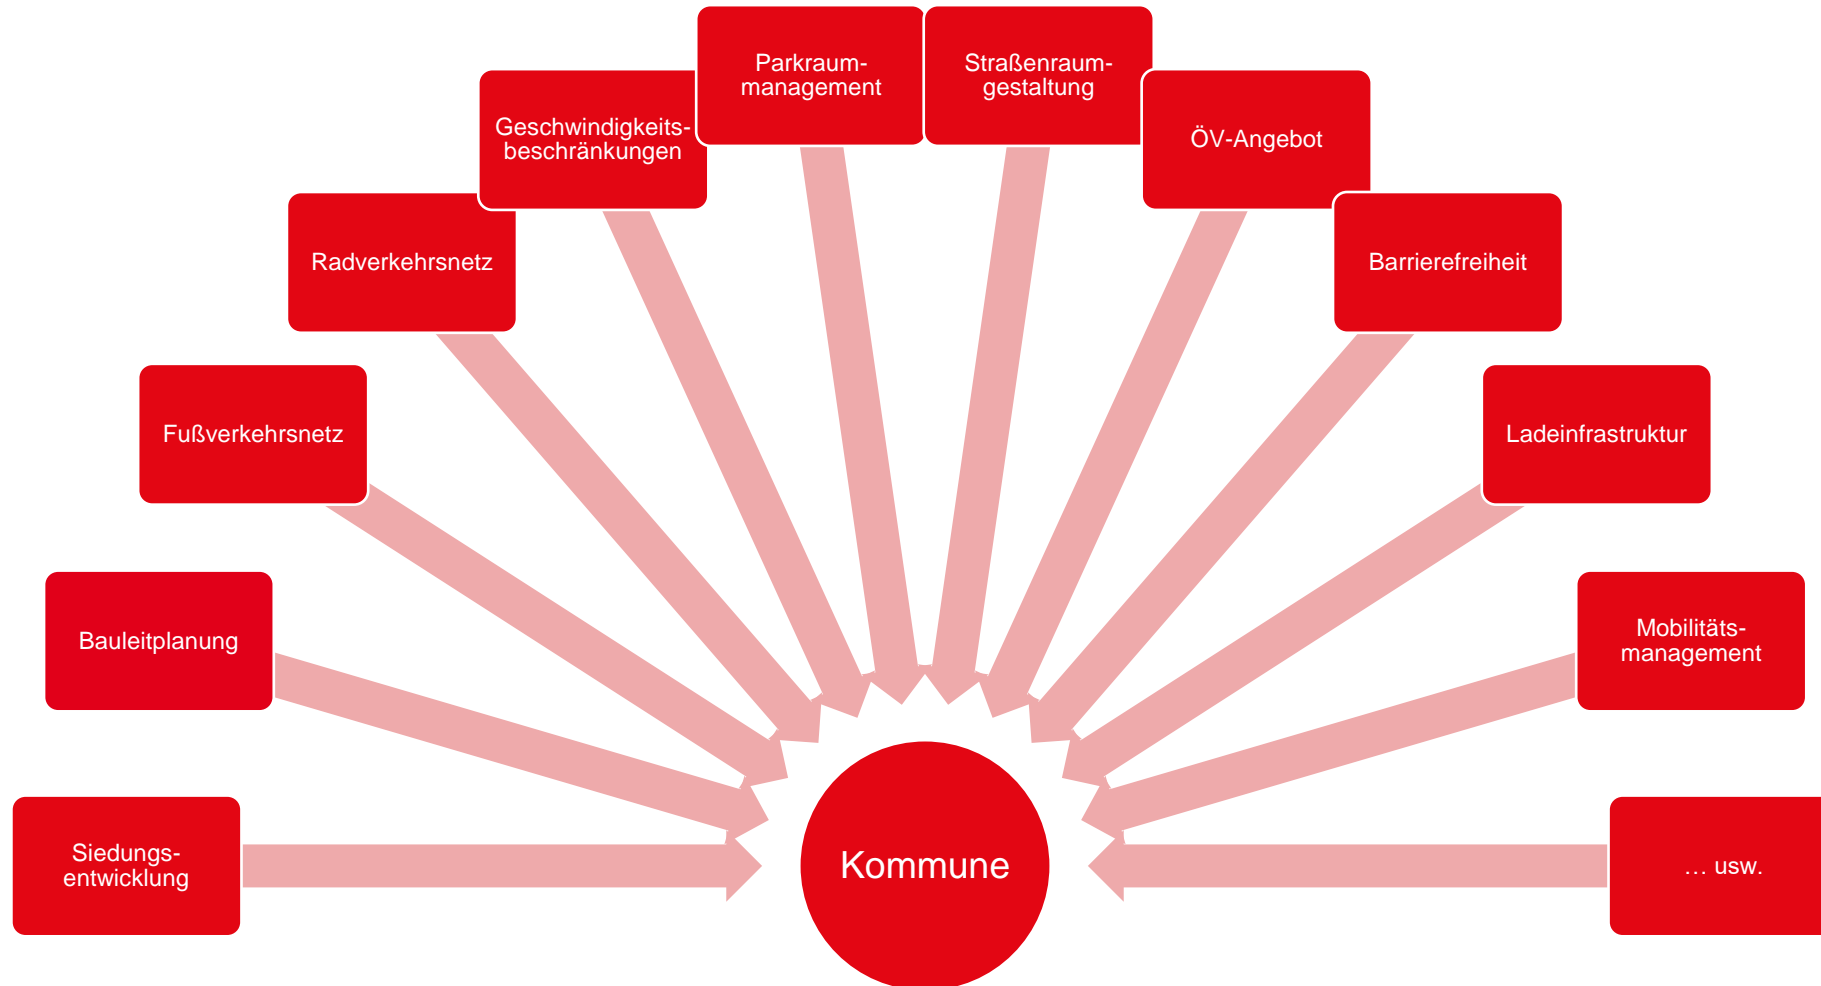 Parkraum-
management
Straßenraum-
gestaltung
Geschwindigkeits-
beschränkungen
ÖV-Angebot
Radverkehrsnetz
Barrierefreiheit
Fußverkehrsnetz
Ladeinfrastruktur
Bauleitplanung
Mobilitäts-
management
Siedungs-
entwicklung
Kommune
… usw.